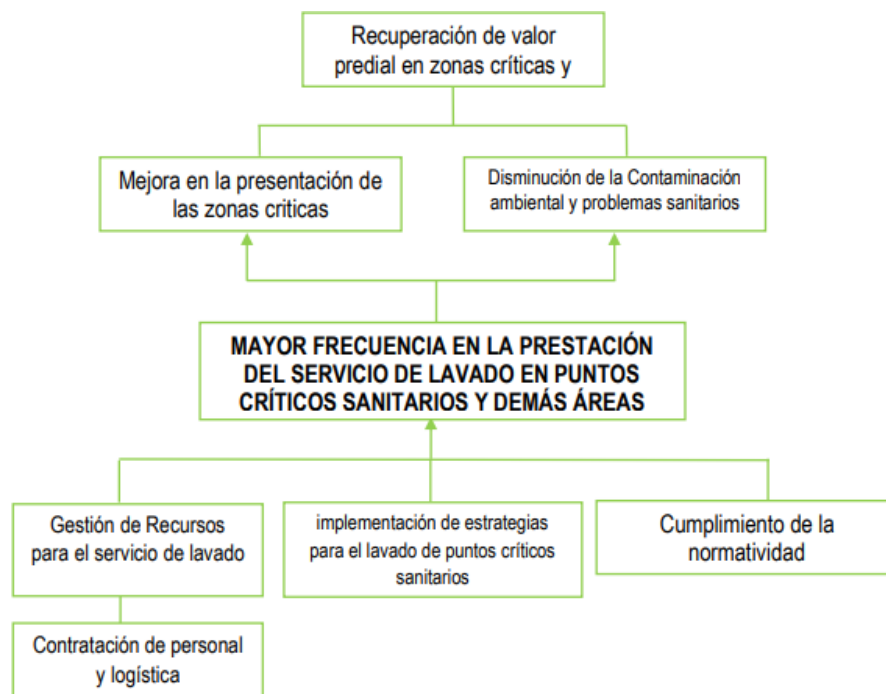 Recuperación de valor
predial en zonas críticas y
Mejora en la presentación de
las zonas criticas
Disminución de la Contaminación
ambiental y problemas sanitarios
MAYOR FRECUENCIA EN LA PRESTACIÓN
DEL SERVICIO DE LAVADO EN PUNTOS
CRÍTICOS SANITARIOS Y DEMÁS ÁREAS
Gestión de Recursos
para el servicio de lavado
implementación de estrategias
para el lavado de puntos críticos
sanitarios
Cumplimiento de la
normatividad
Contratación de personal
y logística